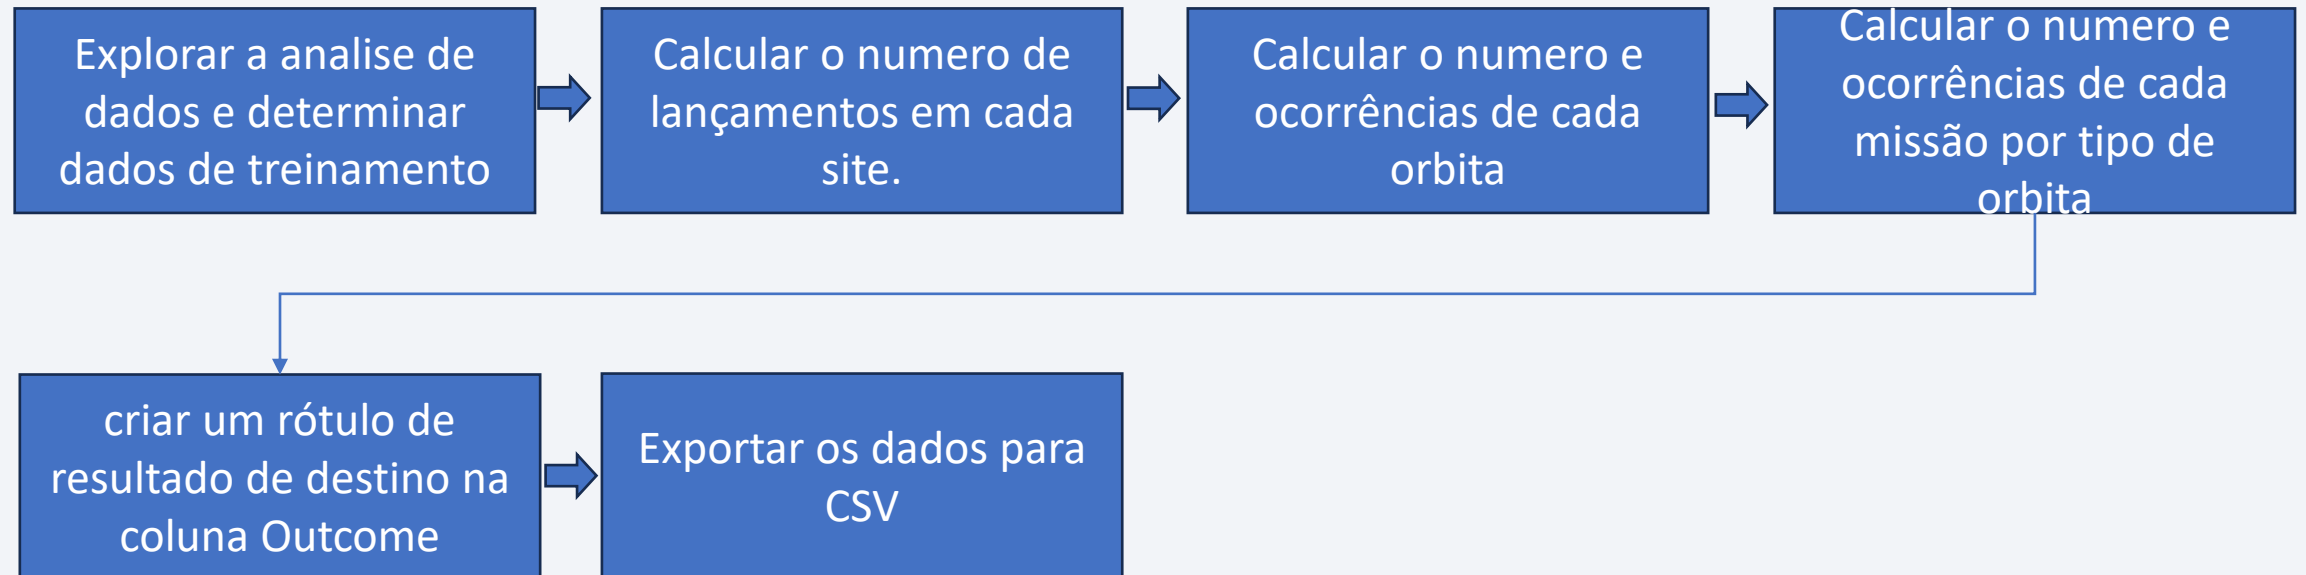 Explorar a analise de
dados e determinar
dados de treinamento
Calcular o numero de
lançamentos em cada
site.
Calcular o numero e
ocorrências de cada
orbita
Calcular o numero e
ocorrências de cada
missão por tipo de
orbita
criar um rótulo de
resultado de destino na
coluna Outcome
Exportar os dados para
CSV